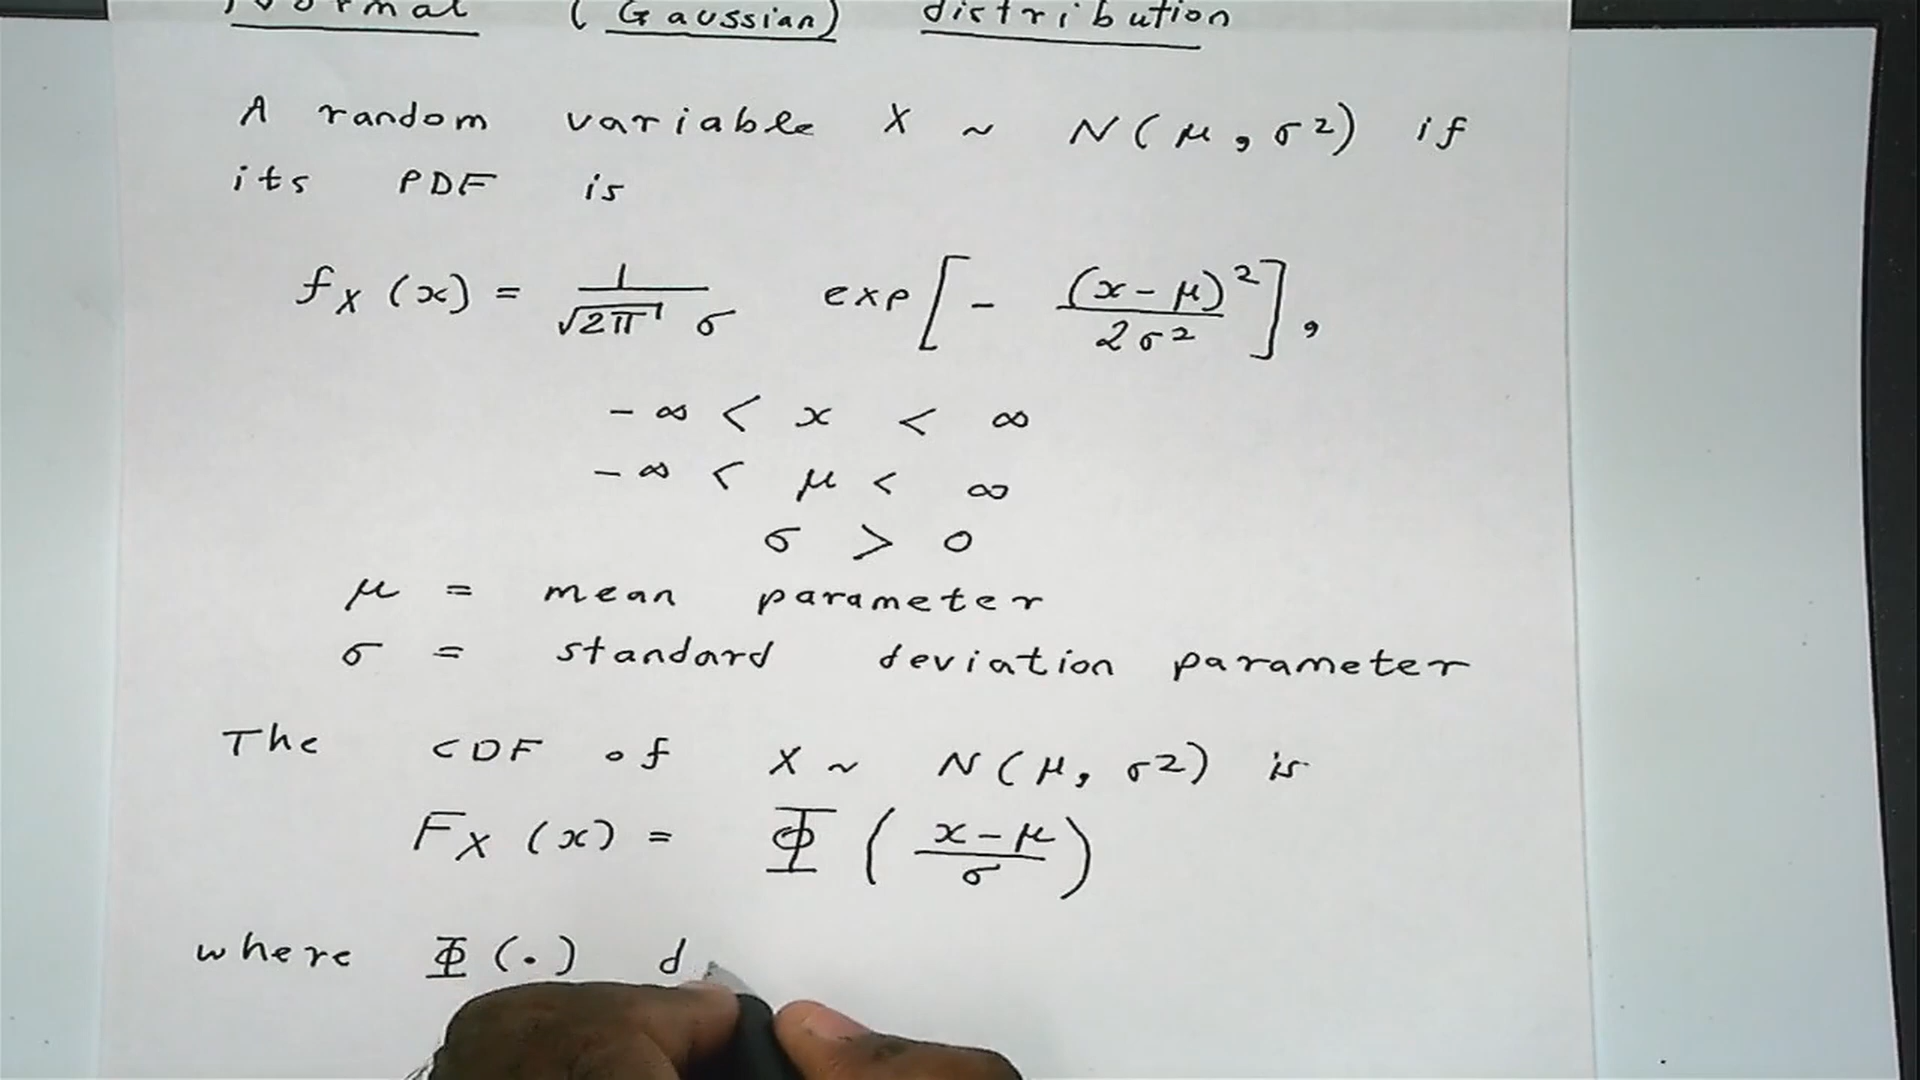 Normal (Gaussian) distribution
A random variable X ~ N(μ, σ²) if
its PDF is
f_X(x) = 1/(√2π σ) exp[- (x-μ)²/(2σ²)],
-∞ < x < ∞
-∞ < μ < ∞
σ > 0
μ = mean parameter
σ = standard deviation parameter
The CDF of X ~ N(μ, σ²) is
F_X(x) = Φ((x-μ)/σ)
where Φ(·) d